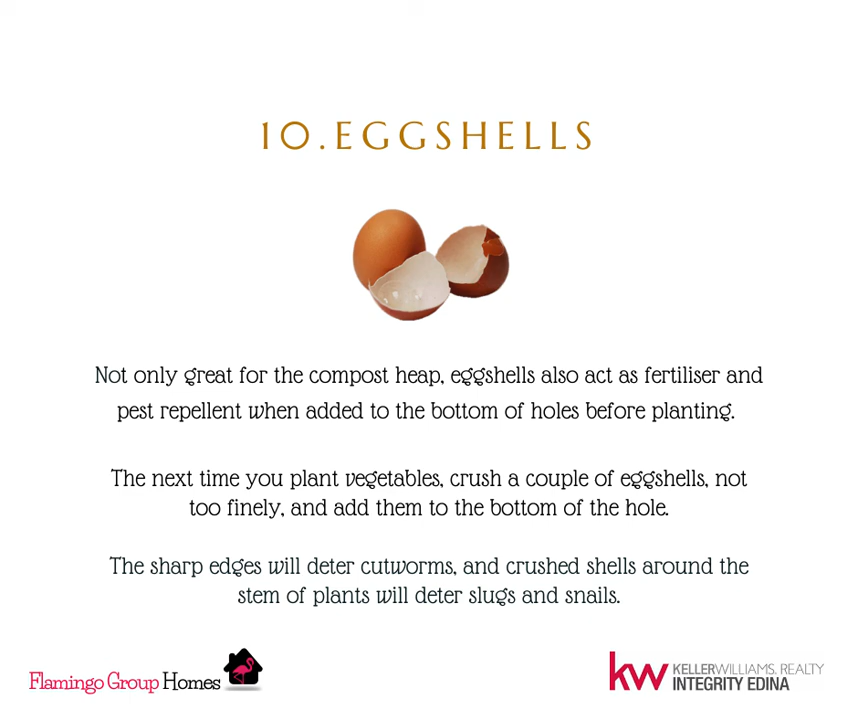 10.EGGSHELLS
Not only great for the compost heap, eggshells also act as fertiliser and
pest repellent when added to the bottom of holes before planting.
The next time you plant vegetables, crush a couple of eggshells, not
too finely, and add them to the bottom of the hole.
The sharp edges will deter cutworms, and crushed shells around the
stem of plants will deter slugs and snails.
Flamingo Group Homes
kw KELLERWILLIAMS. REALTY
INTEGRITY EDINA